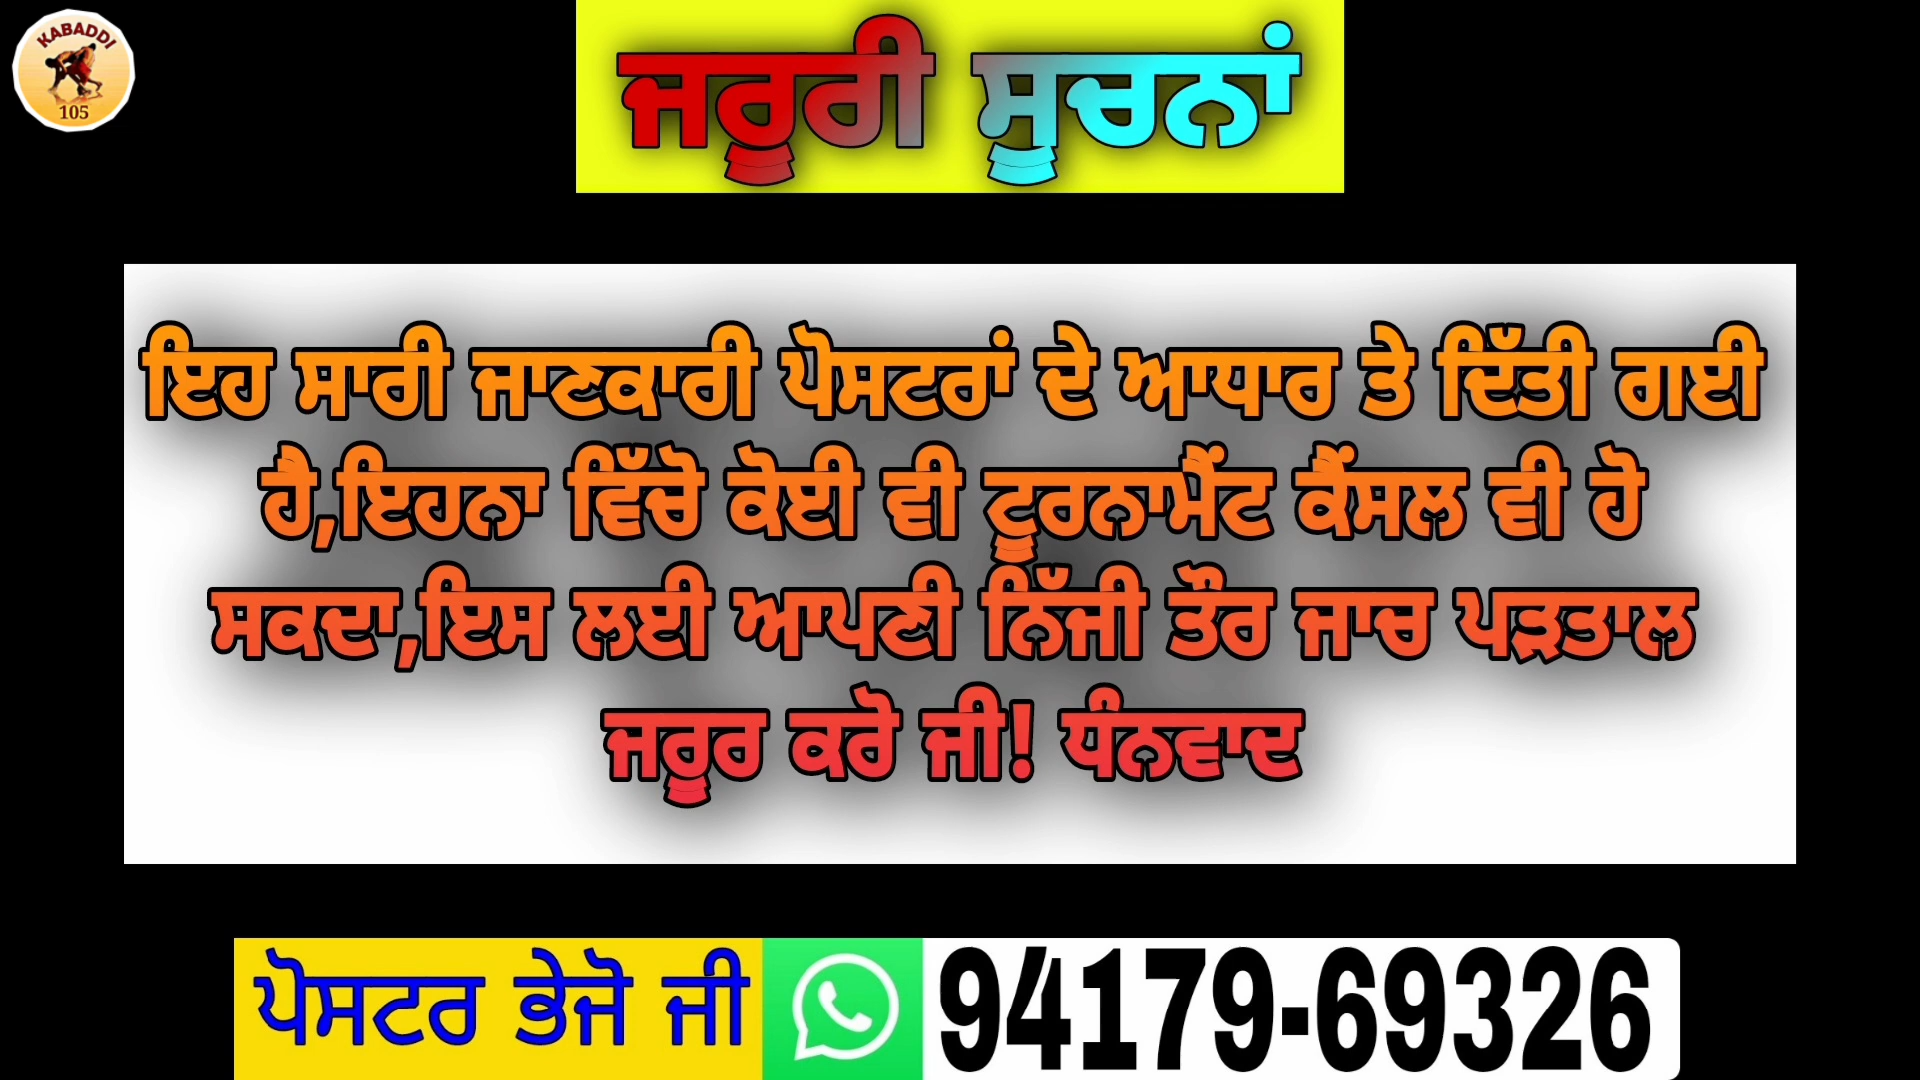 KABADDI
105
ਜਰੂਰੀ ਸੂਚਨਾਂ
ਇਹ ਸਾਰੀ ਜਾਣਕਾਰੀ ਪੋਸਟਰਾਂ ਦੇ ਆਧਾਰ ਤੇ ਦਿੱਤੀ ਗਈ
ਹੈ,ਇਹਨਾ ਵਿੱਚੋ ਕੋਈ ਵੀ ਟੂਰਨਾਮੈਂਟ ਕੈਂਸਲ ਵੀ ਹੋ
ਸਕਦਾ,ਇਸ ਲਈ ਆਪਣੀ ਨਿੱਜੀ ਤੌਰ ਜਾਚ ਪੜਤਾਲ
ਜਰੂਰ ਕਰੋ ਜੀ! ਧੰਨਵਾਦ
ਪੋਸਟਰ ਭੇਜੋ ਜੀ 94179-69326